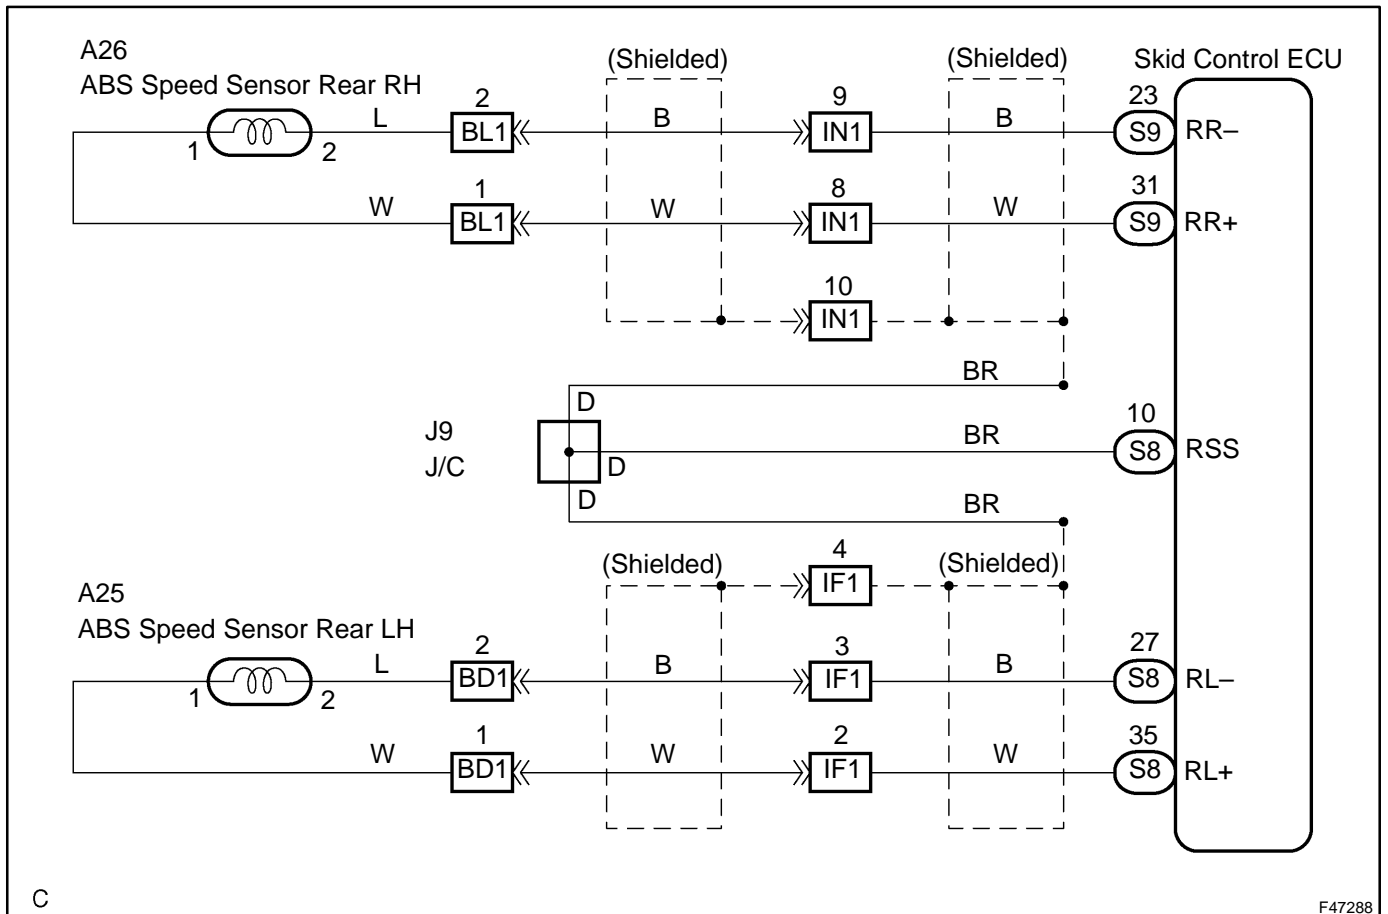 A26
ABS Speed Sensor Rear RH
(Shielded)
(Shielded)
Skid Control ECU
1
2
L
2
BL1
B
9
IN1
B
23
S9
RR–
W
1
BL1
W
8
IN1
W
31
S9
RR+
10
IN1
BR
J9
J/C
D
D
D
BR
10
S8
RSS
BR
A25
ABS Speed Sensor Rear LH
(Shielded)
4
IF1
(Shielded)
1
2
L
2
BD1
B
3
IF1
B
27
S8
RL–
W
1
BD1
W
2
IF1
W
35
S8
RL+
C
F47288